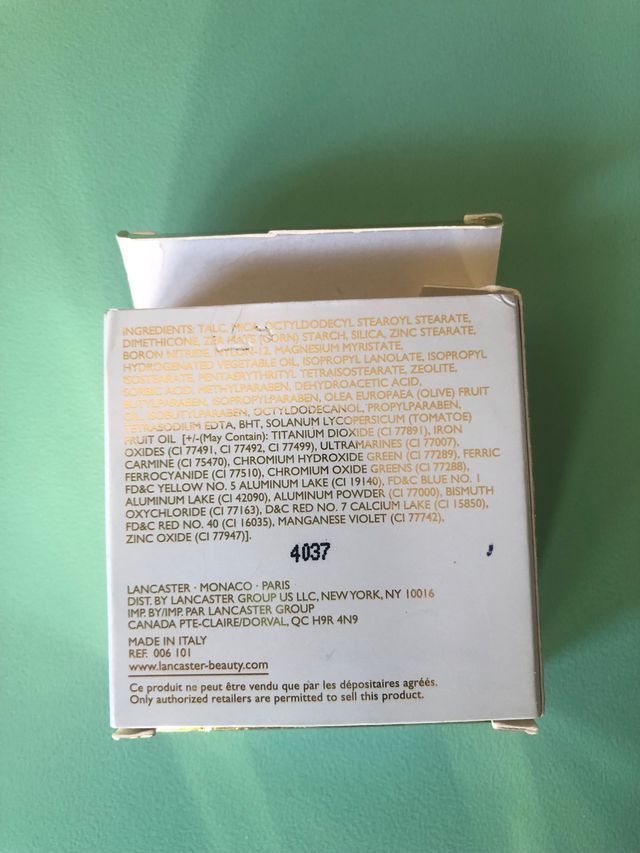 INGREDIENTS: TALC, MICA, OCTYLDODECYL STEAROYL STEARATE,
DIMETHICONE, ZEA MAYS (CORN) STARCH, SILICA, ZINC STEARATE,
BORON NITRIDE, NYLON-12, MAGNESIUM MYRISTATE,
HYDROGENATED VEGETABLE OIL, ISOPROPYL LANOLATE, ISOPROPYL
ISOSTEARATE, PENTAERYTHRITYL TETRAISOSTEARATE, ZEOLITE,
SORBIC ACID, METHYLPARABEN, DEHYDROACETIC ACID,
BUTYLPARABEN, ISOPROPYLPARABEN, OLEA EUROPAEA (OLIVE) FRUIT
OIL, ISOBUTYLPARABEN, OCTYLDODECANOL, PROPYLPARABEN,
TETRASODIUM EDTA, BHT, SOLANUM LYCOPERSICUM (TOMATOE)
FRUIT OIL [+/-(May Contain): TITANIUM DIOXIDE (CI 77891), IRON
OXIDES (CI 77491, CI 77492, CI 77499), ULTRAMARINES (CI 77007),
CARMINE (CI 75470), CHROMIUM HYDROXIDE GREEN (CI 77289), FERRIC
FERROCYANIDE (CI 77510), CHROMIUM OXIDE GREENS (CI 77288),
FD&C YELLOW NO. 5 ALUMINUM LAKE (CI 19140), FD&C BLUE NO. 1
ALUMINUM LAKE (CI 42090), ALUMINUM POWDER (CI 77000), BISMUTH
OXYCHLORIDE (CI 77163), D&C RED NO. 7 CALCIUM LAKE (CI 15850),
FD&C RED NO. 40 (CI 16035), MANGANESE VIOLET (CI 77742),
ZINC OXIDE (CI 77947)].
4037
LANCASTER · MONACO · PARIS
DIST. BY LANCASTER GROUP US LLC, NEW YORK, NY 10016
IMP. BY/IMP. PAR LANCASTER GROUP
CANADA PTE-CLAIRE/DORVAL, QC H9R 4N9
MADE IN ITALY
REF. 006 101
www.lancaster-beauty.com
Ce produit ne peut être vendu que par les dépositaires agréés.
Only authorized retailers are permitted to sell this product.